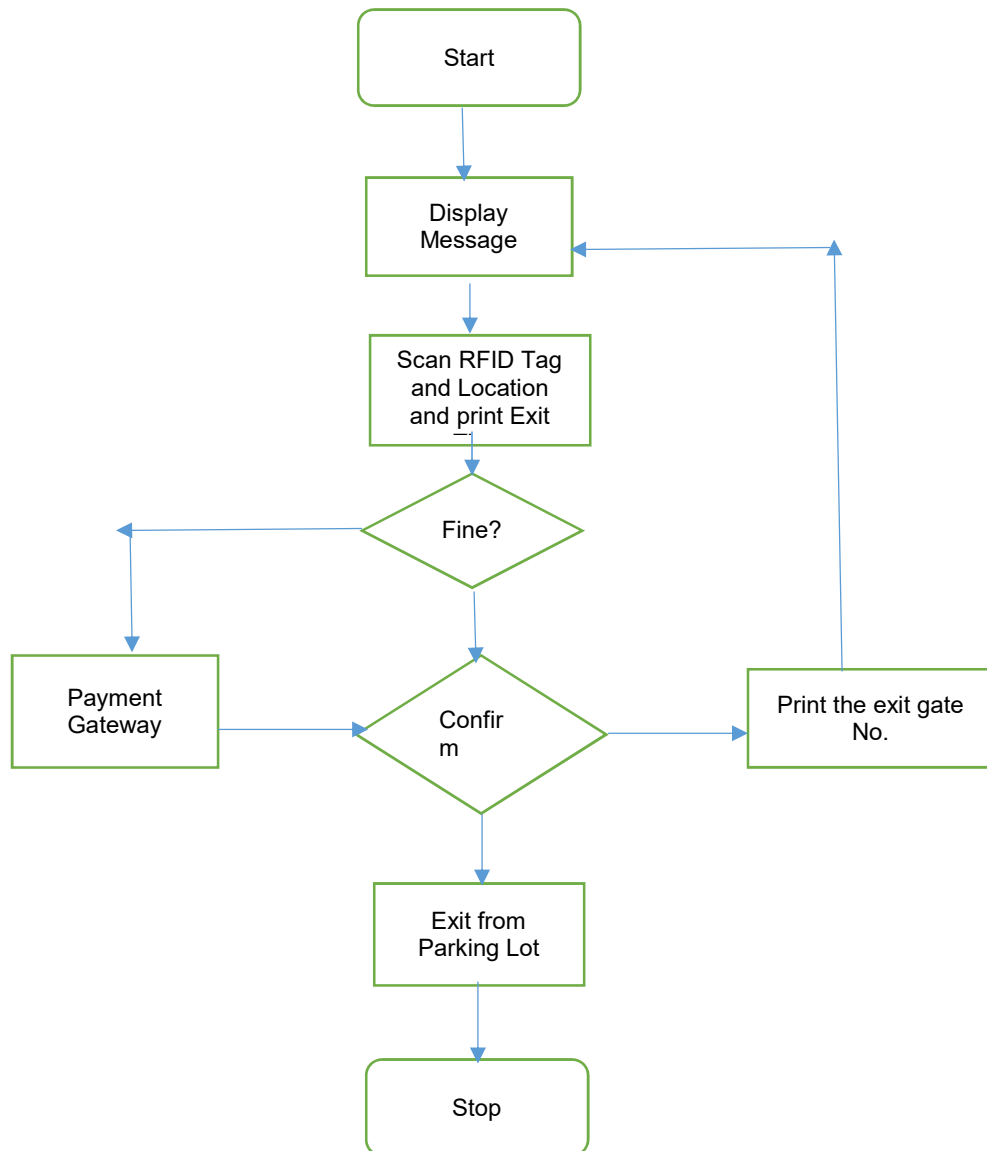 Start
Display
Message
Scan RFID Tag
and Location
and print Exit
Fine?
Payment
Gateway
Confir
m
Print the exit gate
No.
Exit from
Parking Lot
Stop